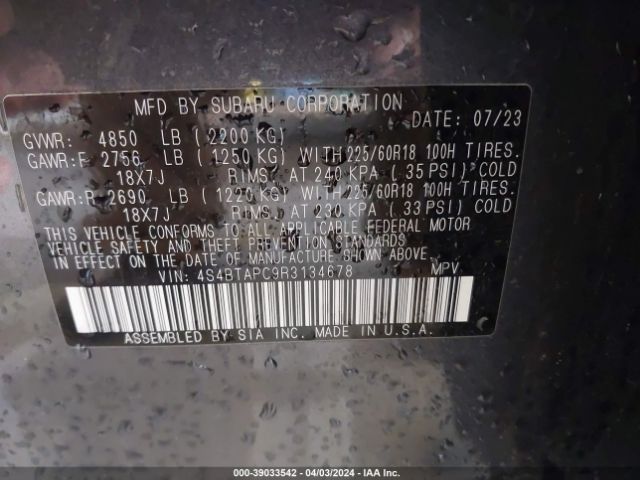 MFD BY SUBARU CORPORATION
DATE: 07/23
GVWR: 4850 LB (2200 KG)
GAWR:F 2756 LB (1250 KG) WITH 225/60R18 100H TIRES.
18X7J RIMS, AT 240 KPA (35 PSI) COLD
GAWR:R 2690 LB (1220 KG) WITH 225/60R18 100H TIRES.
18X7J RIMS, AT 230 KPA (33 PSI) COLD
THIS VEHICLE CONFORMS TO ALL APPLICABLE FEDERAL MOTOR
VEHICLE SAFETY AND THEFT PREVENTION STANDARDS
IN EFFECT ON THE DATE OF MANUFACTURE SHOWN ABOVE.
VIN: 4S4BTAPC9R3134678 MPV
ASSEMBLED BY SIA INC. MADE IN U.S.A.
000-39033542 - 04/03/2024 - IAA Inc.